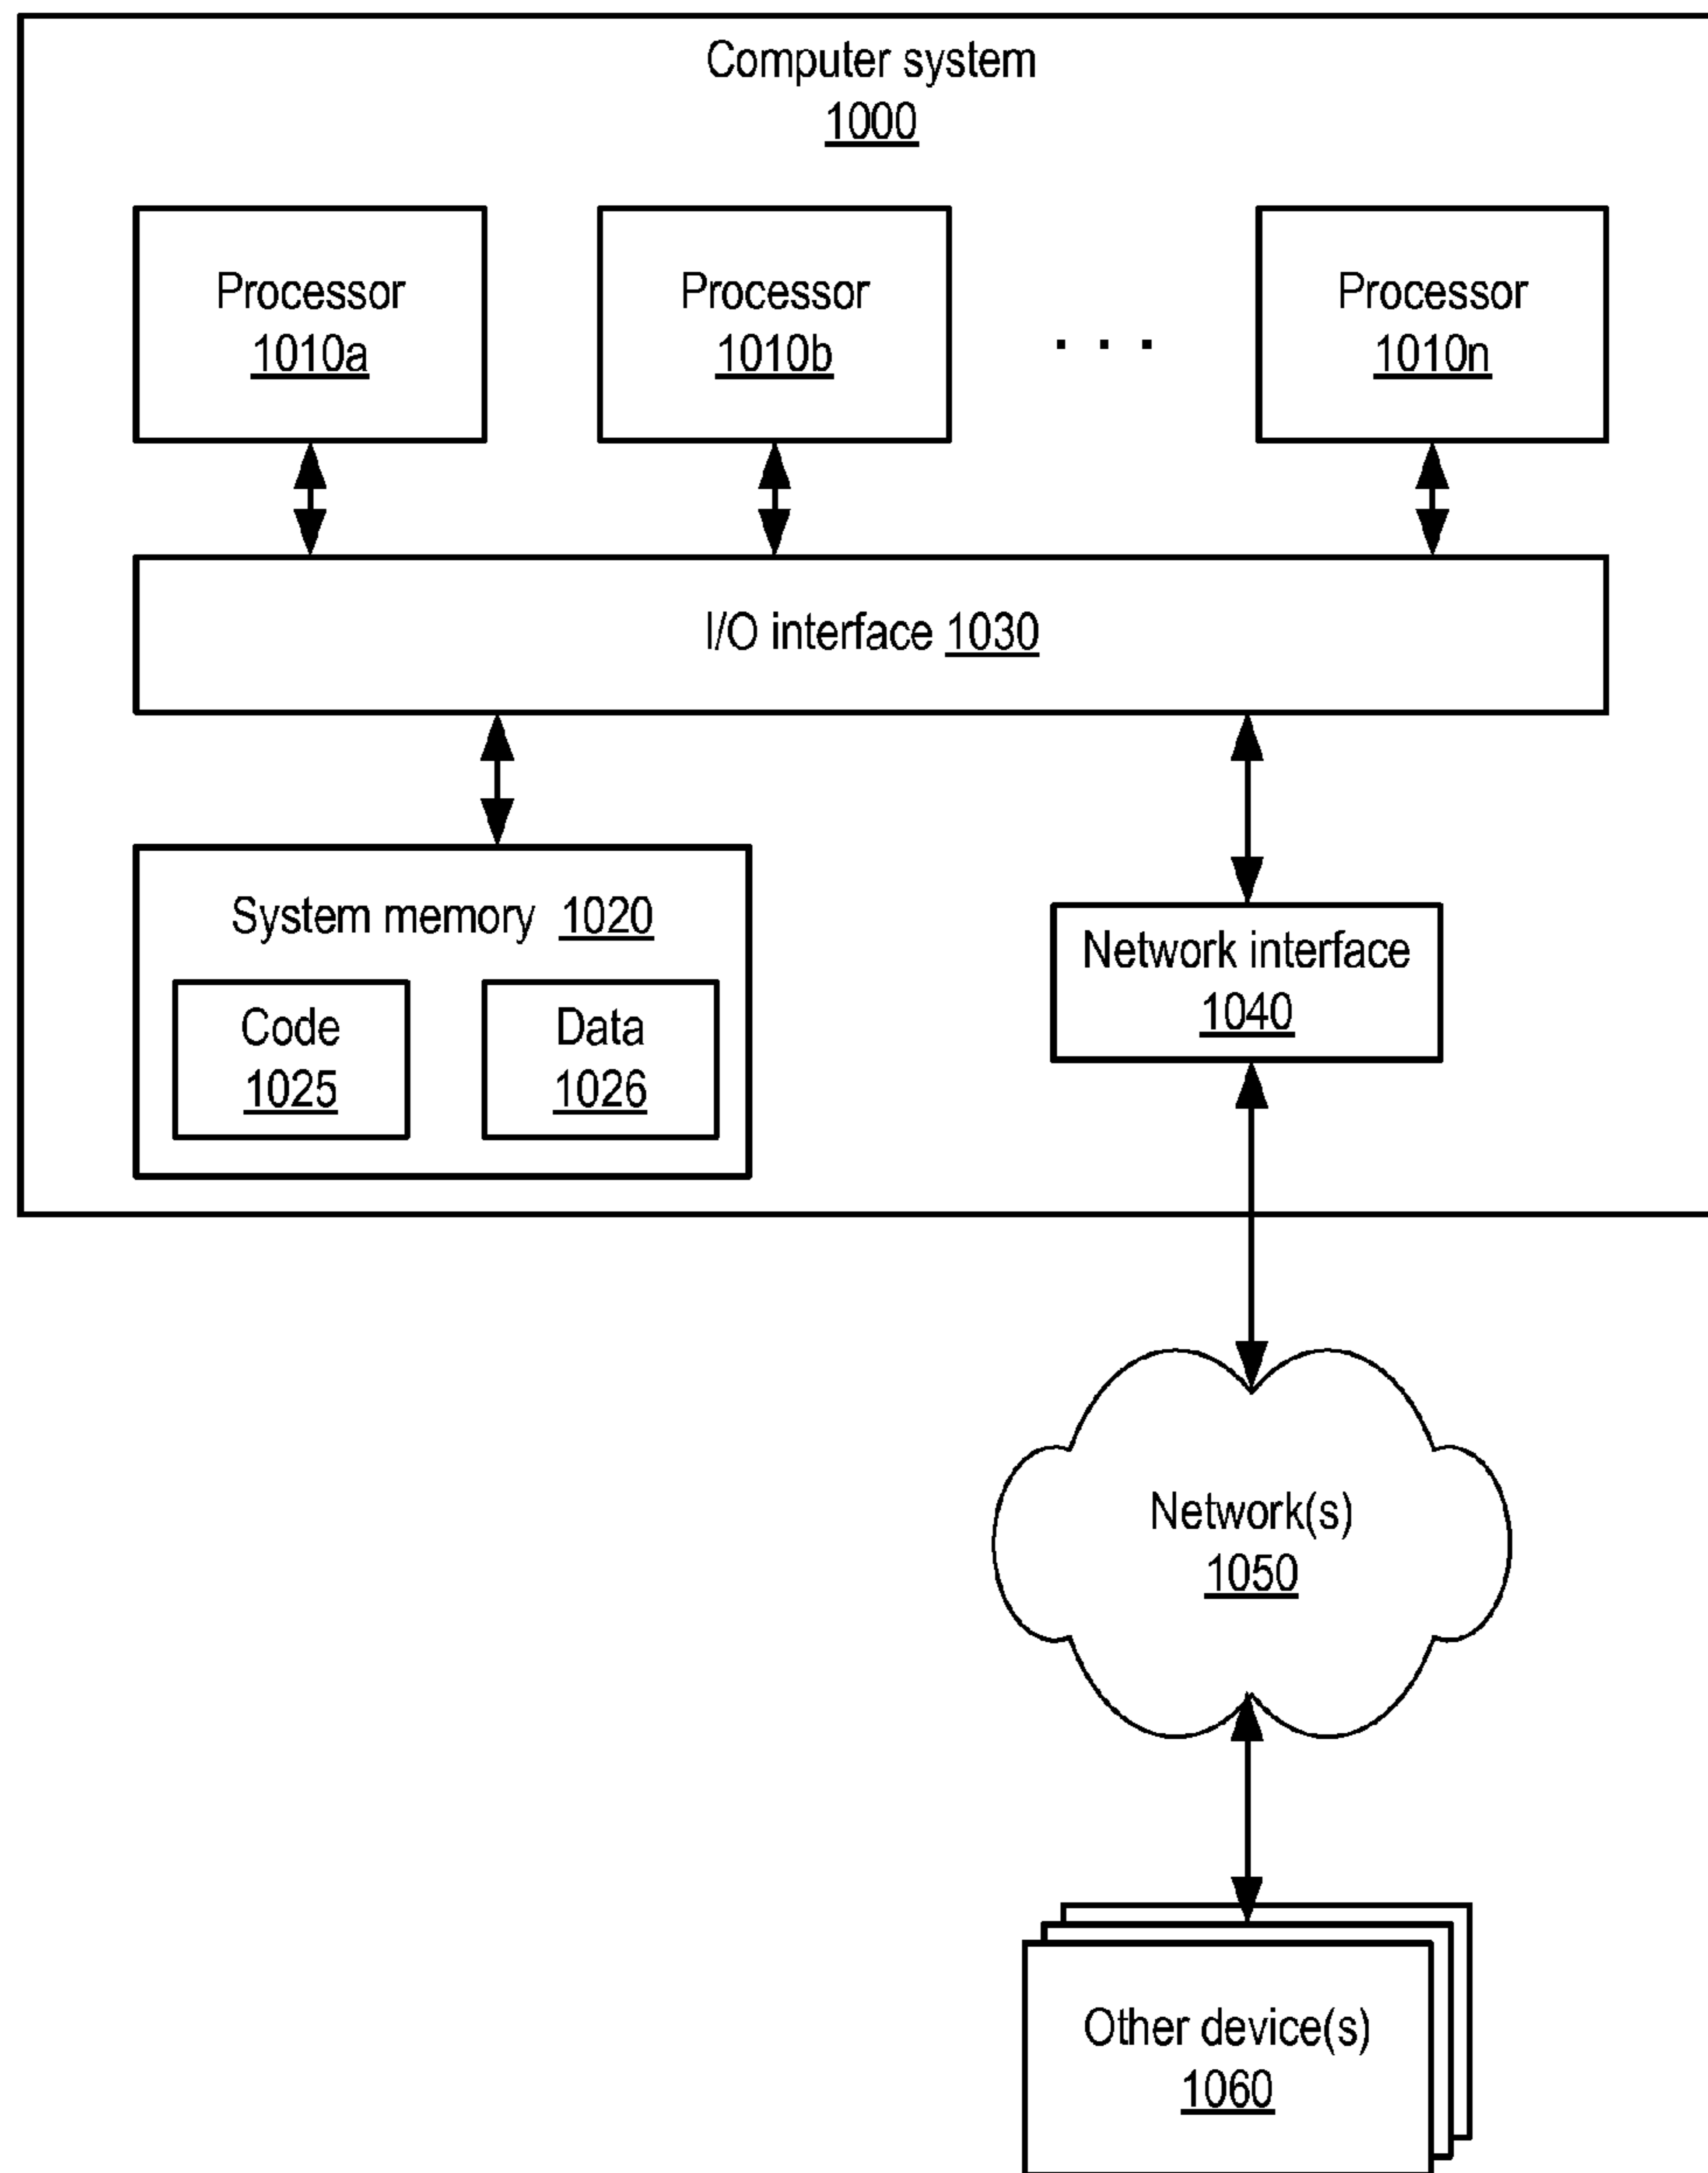 Computer system
1000
Processor
1010a
Processor
1010b
. . .
Processor
1010n
I/O interface 1030
System memory 1020
Code
1025
Data
1026
Network interface
1040
Network(s)
1050
Other device(s)
1060